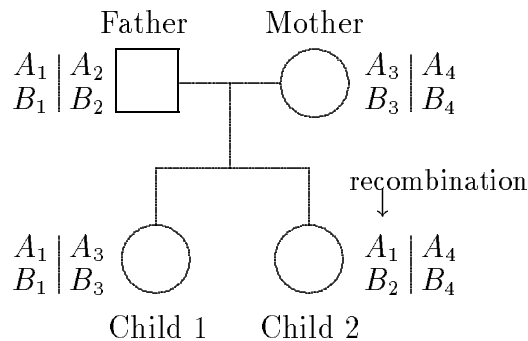 Father Mother
A₁ | A₂ A₃ | A₄
B₁ | B₂ B₃ | B₄
recombination
↓
A₁ | A₃ A₁ | A₄
B₁ | B₃ B₂ | B₄
Child 1 Child 2